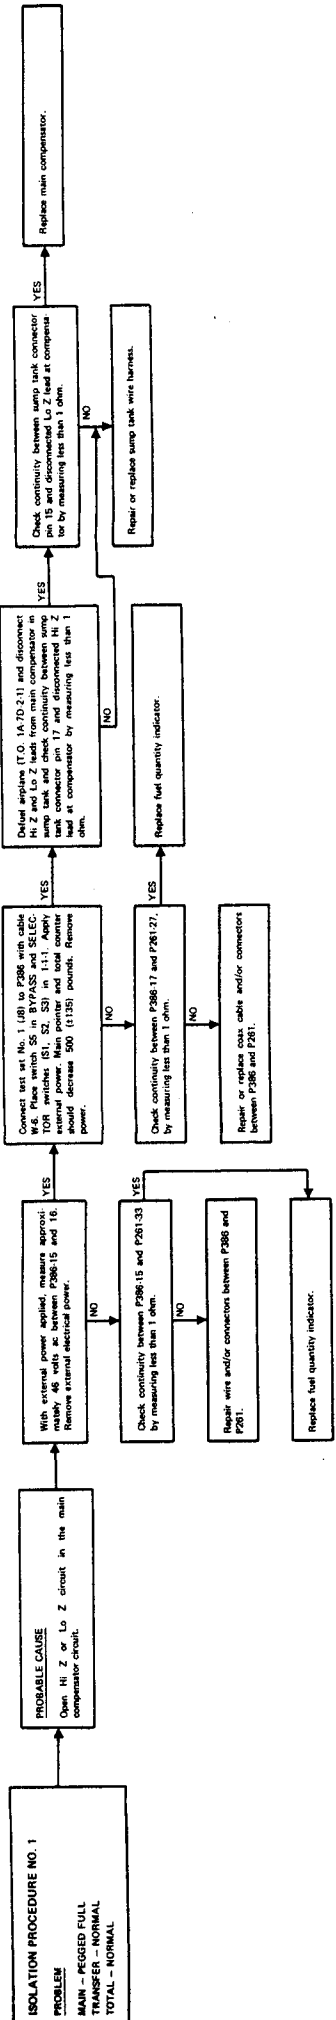 ISOLATION PROCEDURE NO. 1
PROBLEM
MAIN – PEGGED FULL
TRANSFER – NORMAL
TOTAL – NORMAL
PROBABLE CAUSE
Open Hi Z or Lo Z circuit in the main
compensator circuit.
With external power applied, measure approxi-
mately 46 volts ac between P386-15 and 16.
Remove external electrical power.
YES
NO
Check continuity between P386-15 and P261-33
by measuring less than 1 ohm.
YES
NO
Repair wire and/or connectors between P386 and
P261.
Replace fuel quantity indicator.
Connect test set No. 1 (J8) to P386 with cable
W-6. Place switch S5 in BYPASS and SELEC-
TOR switches (S1, S2, S3) in 1-1-1. Apply
external power. Main pointer and total counter
should decrease 500 (±135) pounds. Remove
power.
YES
NO
Check continuity between P386-17 and P261-27,
by measuring less than 1 ohm.
YES
NO
Repair or replace coax cable and/or connectors
between P386 and P261.
Replace fuel quantity indicator.
Defuel airplane (T.O. 1A-7D-2-1) and disconnect
Hi Z and Lo Z leads from main compensator in
sump tank and check continuity between sump
tank connector pin 17 and disconnected Hi Z
lead at compensator by measuring less than 1
ohm.
YES
NO
Check continuity between sump tank connector
pin 15 and disconnected Lo Z lead at compensa-
tor by measuring less than 1 ohm.
YES
NO
Repair or replace sump tank wire harness.
Replace main compensator.